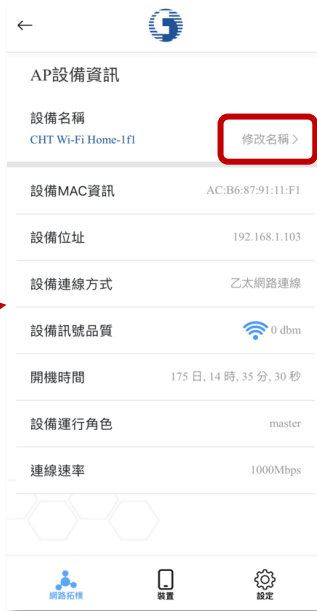 AP設備資訊
設備名稱
CHT Wi-Fi Home-1f1
修改名稱
設備MAC資訊
AC:B6:87:91:11:F1
設備位址
192.168.1.103
設備連線方式
乙太網路連線
設備訊號品質
0 dbm
開機時間
175 日, 14 時, 35 分, 30 秒
設備運行角色
master
連線速率
1000Mbps
網路拓樸
裝置
設定